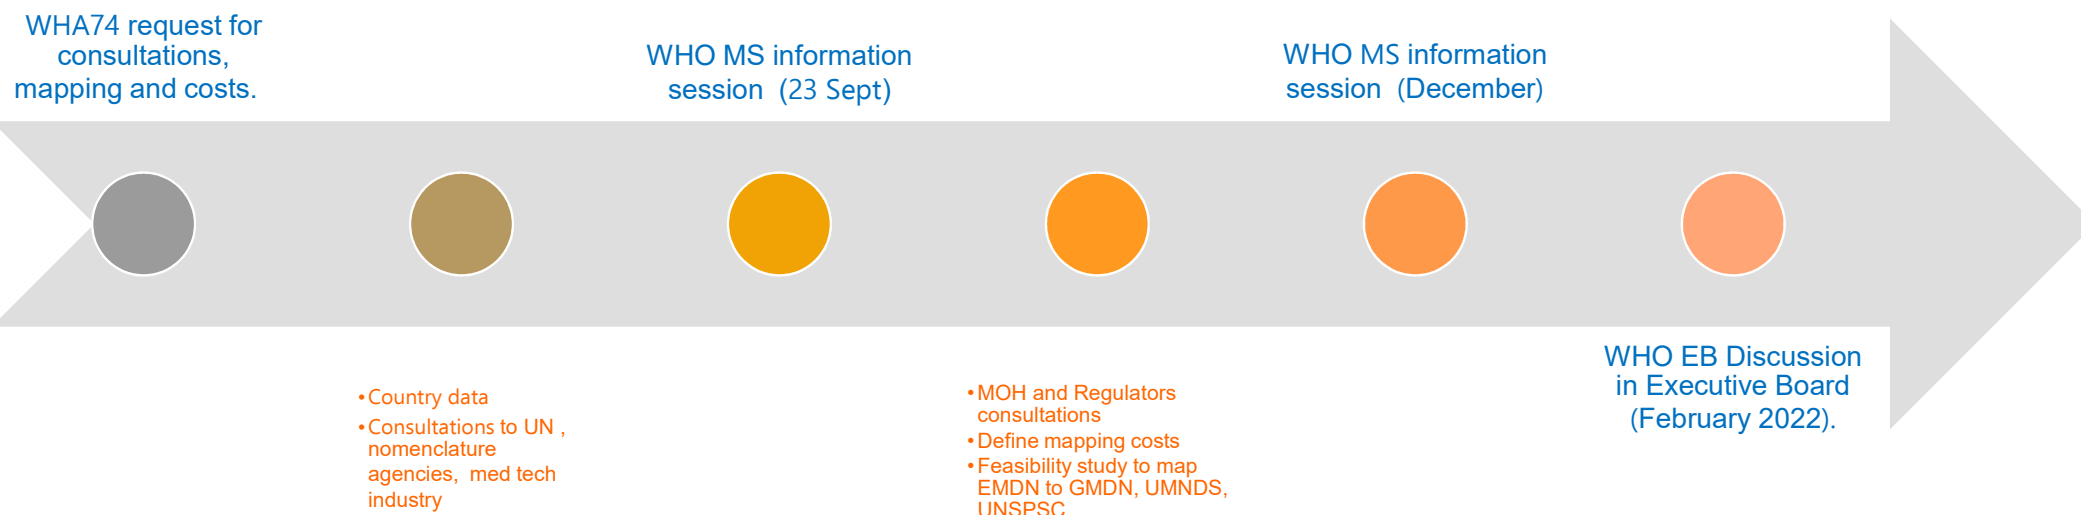 WHA74 request for
consultations,
mapping and costs.
• Country data
• Consultations to UN ,
nomenclature
agencies, med tech
industry
WHO MS information
session (23 Sept)
• MOH and Regulators
consultations
• Define mapping costs
• Feasibility study to map
EMDN to GMDN, UMNDS,
UNSPSC
WHO MS information
session (December)
WHO EB Discussion
in Executive Board
(February 2022).